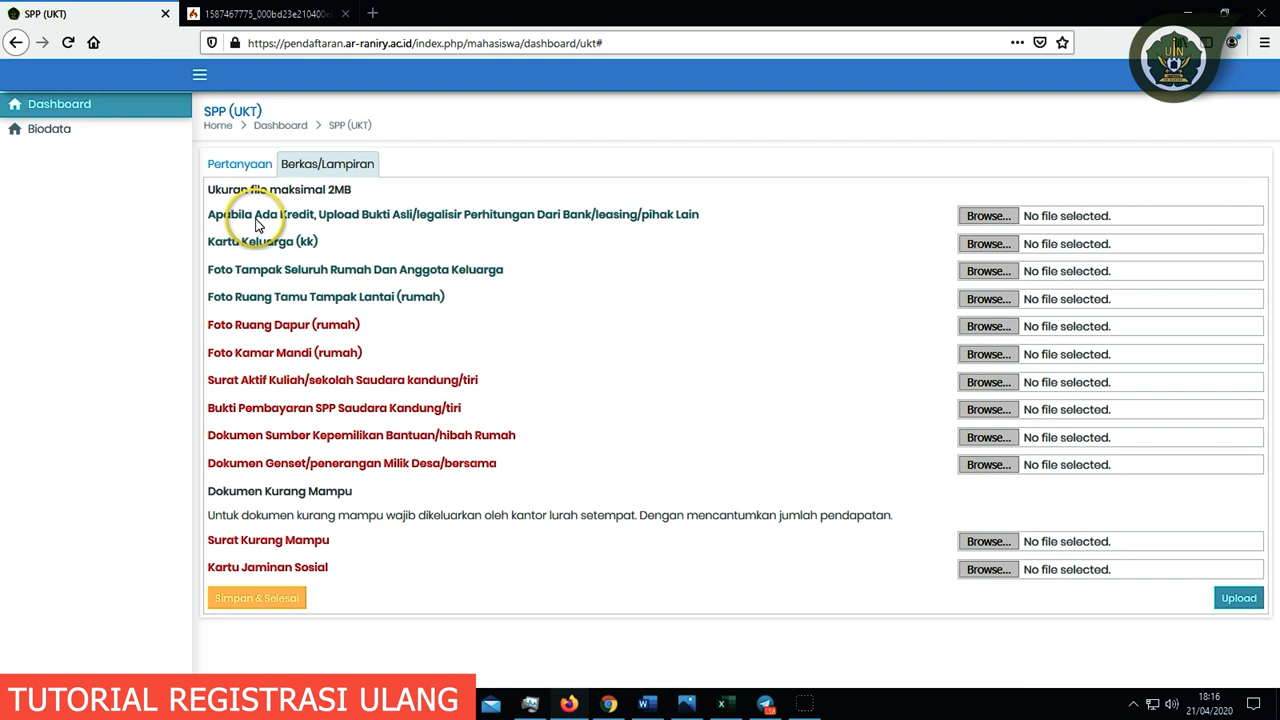 SPP (UKT)
1587467775_000bd23e210400e
https://pendaftaran.ar-raniry.ac.id/index.php/mahasiswa/dashboard/ukt#
UIN
Dashboard
Biodata
SPP (UKT)
Home > Dashboard > SPP (UKT)
Pertanyaan Berkas/Lampiran
Ukuran file maksimal 2MB
Apabila Ada Kredit, Upload Bukti Asli/legalisir Perhitungan Dari Bank/leasing/pihak Lain Browse... No file selected.
Kartu Keluarga (kk) Browse... No file selected.
Foto Tampak Seluruh Rumah Dan Anggota Keluarga Browse... No file selected.
Foto Ruang Tamu Tampak Lantai (rumah) Browse... No file selected.
Foto Ruang Dapur (rumah) Browse... No file selected.
Foto Kamar Mandi (rumah) Browse... No file selected.
Surat Aktif Kuliah/sekolah Saudara kandung/tiri Browse... No file selected.
Bukti Pembayaran SPP Saudara Kandung/tiri Browse... No file selected.
Dokumen Sumber Kepemilikan Bantuan/hibah Rumah Browse... No file selected.
Dokumen Genset/penerangan Milik Desa/bersama Browse... No file selected.
Dokumen Kurang Mampu
Untuk dokumen kurang mampu wajib dikeluarkan oleh kantor lurah setempat. Dengan mencantumkan jumlah pendapatan.
Surat Kurang Mampu Browse... No file selected.
Kartu Jaminan Sosial Browse... No file selected.
Simpan & Selesai Upload
TUTORIAL REGISTRASI ULANG
18:16
21/04/2020